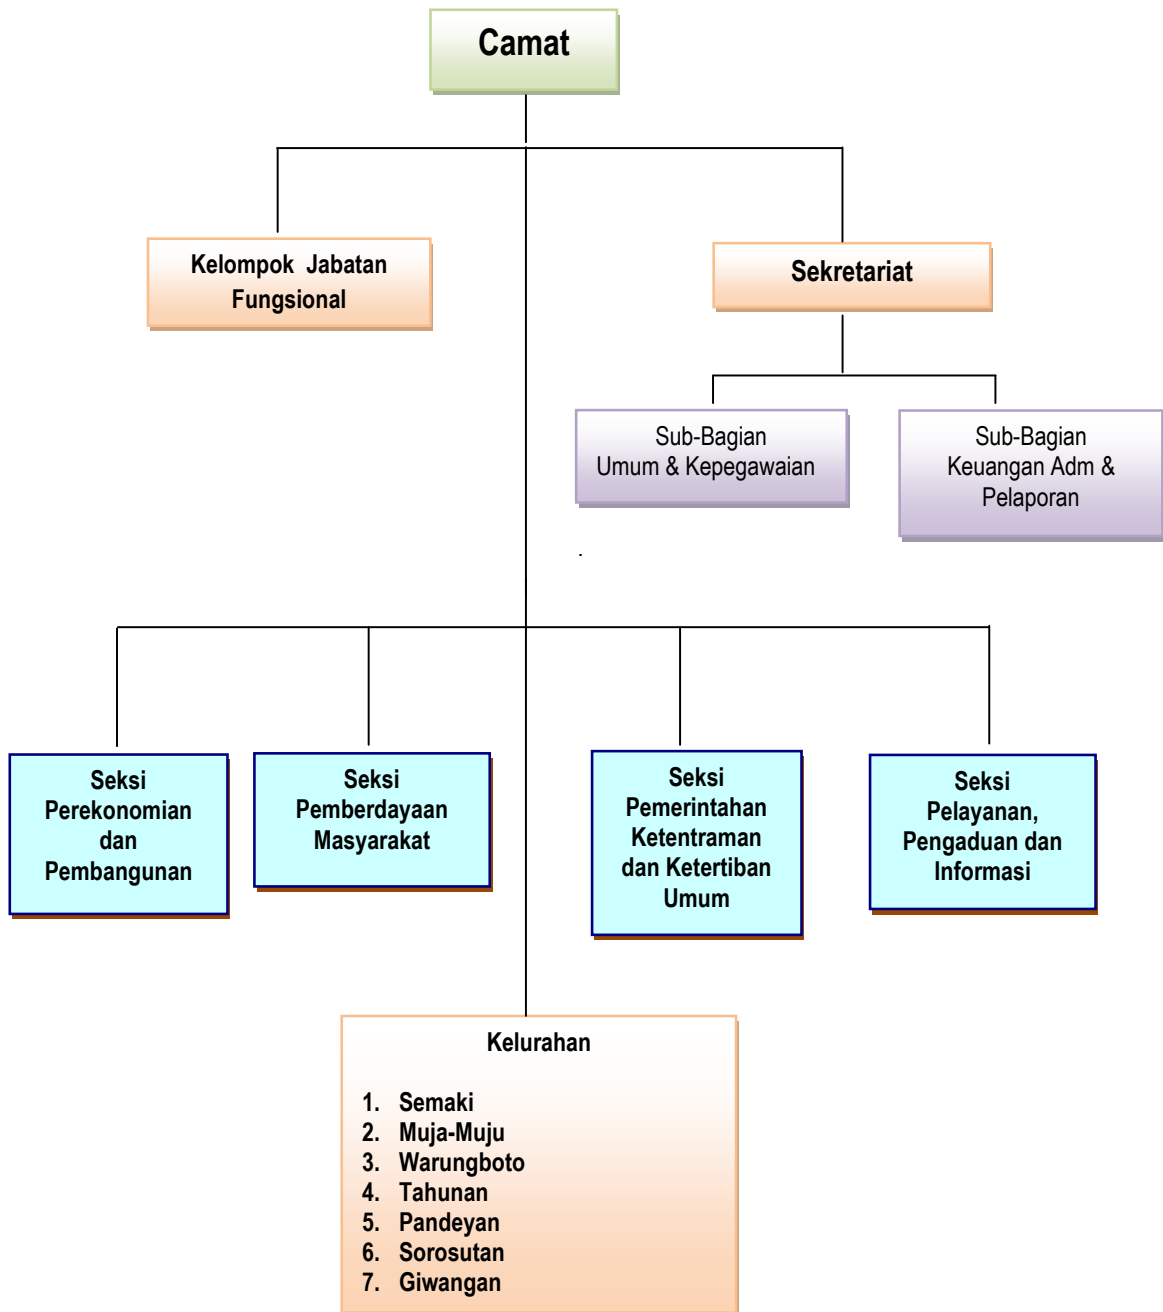 Camat
Kelompok Jabatan
Fungsional
Sekretariat
Sub-Bagian
Umum & Kepegawaian
Sub-Bagian
Keuangan Adm &
Pelaporan
.
Seksi
Perekonomian
dan
Pembangunan
Seksi
Pemberdayaan
Masyarakat
Seksi
Pemerintahan
Ketentraman
dan Ketertiban
Umum
Seksi
Pelayanan,
Pengaduan dan
Informasi
Kelurahan
1. Semaki
2. Muja-Muju
3. Warungboto
4. Tahunan
5. Pandeyan
6. Sorosutan
7. Giwangan